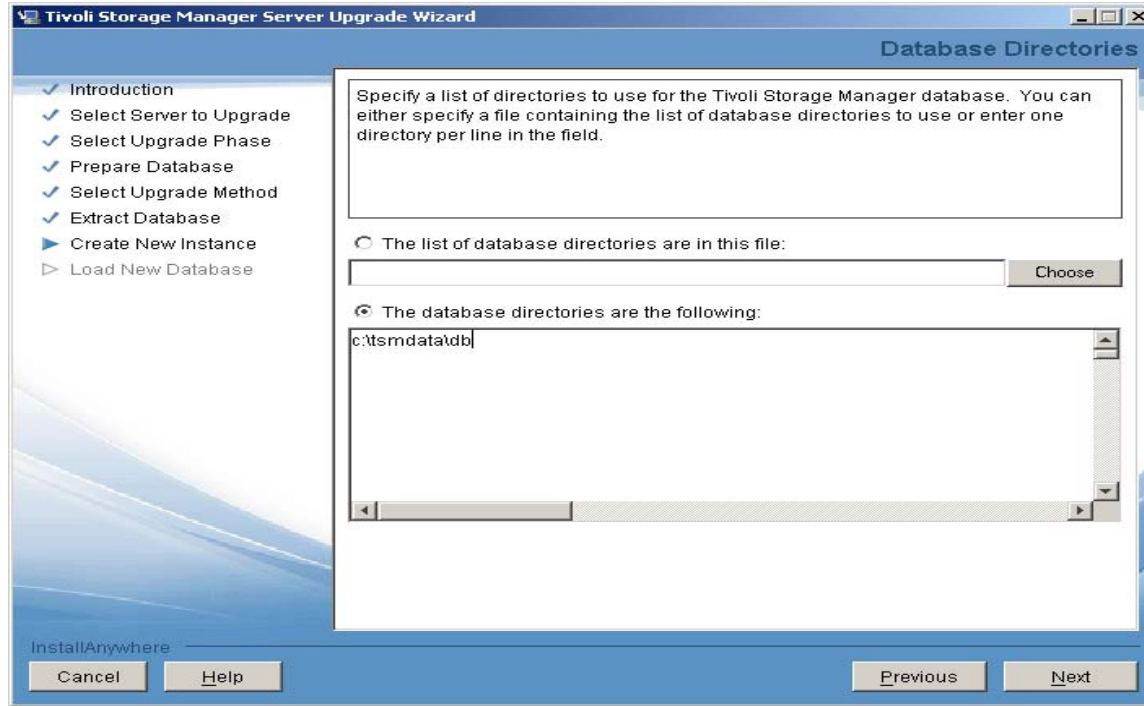 Tivoli Storage Manager Server Upgrade Wizard
Database Directories
Introduction
Select Server to Upgrade
Select Upgrade Phase
Prepare Database
Select Upgrade Method
Extract Database
Create New Instance
Load New Database
Specify a list of directories to use for the Tivoli Storage Manager database. You can
either specify a file containing the list of database directories to use or enter one
directory per line in the field.
The list of database directories are in this file:
Choose
The database directories are the following:
c:\tsmdata\db
InstallAnywhere
Cancel
Help
Previous
Next